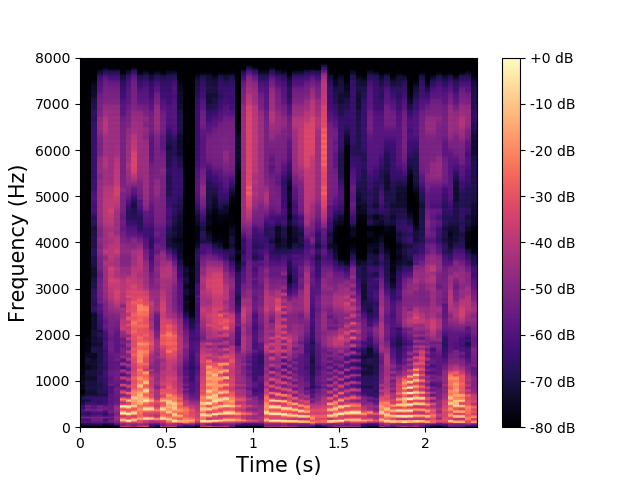 8000
7000
6000
5000
4000
3000
2000
1000
0
Frequency (Hz)
0
0.5
1
1.5
2
Time (s)
+0 dB
-10 dB
-20 dB
-30 dB
-40 dB
-50 dB
-60 dB
-70 dB
-80 dB